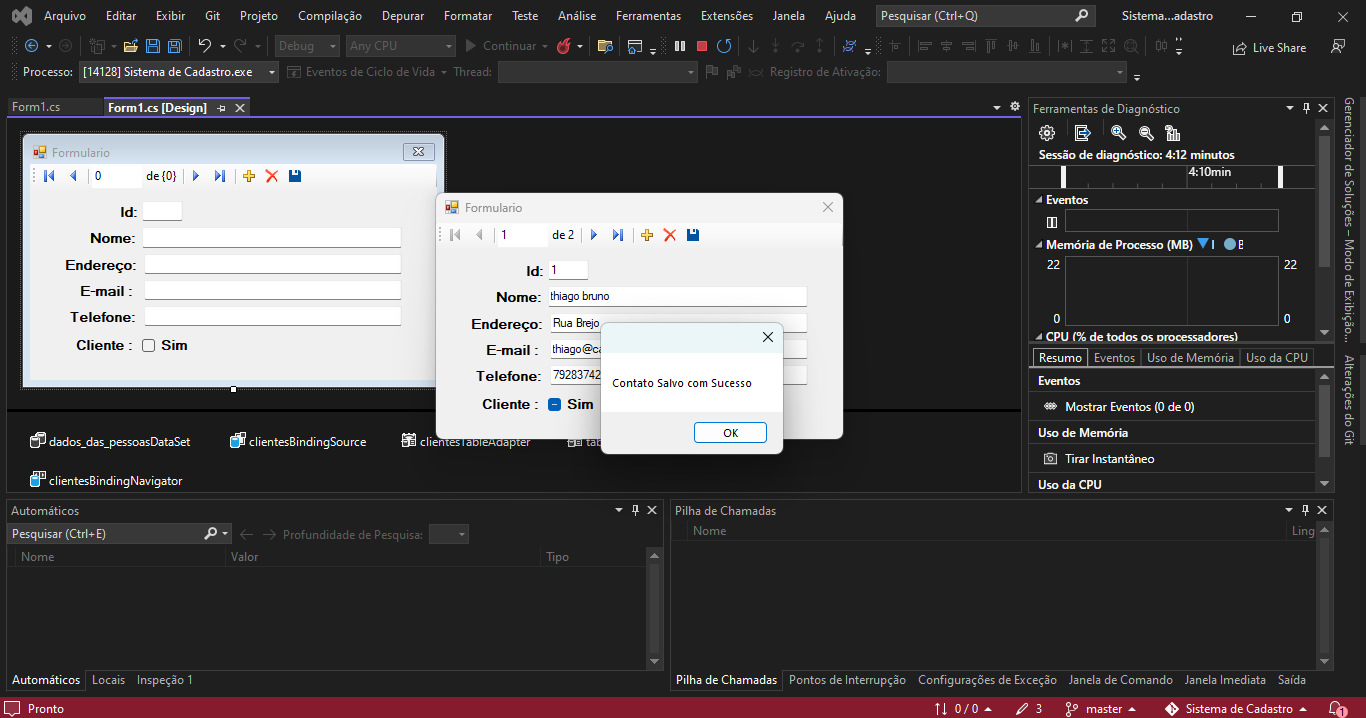 Arquivo Editar Exibir Git Projeto Compilação Depurar Formatar Teste Análise Ferramentas Extensões Janela Ajuda Pesquisar (Ctrl+Q) Sistema...adastro
Debug Any CPU Continuar Live Share
Processo: [14128] Sistema de Cadastro.exe Eventos de Ciclo de Vida Thread: Registro de Ativação:
Form1.cs Form1.cs [Design]
Formulario
0 de {0}
Id:
Nome:
Endereço:
E-mail :
Telefone:
Cliente : Sim
Formulario
1 de 2
Id: 1
Nome: thiago bruno
Endereço: Rua Brejo
E-mail : thiago@ca
Telefone: 79283742
Cliente : Sim
Contato Salvo com Sucesso
OK
dados_das_pessoasDataSet clientesBindingSource clientesTableAdapter tab
clientesBindingNavigator
Ferramentas de Diagnóstico
Sessão de diagnóstico: 4:12 minutos
4:10min
Eventos
Memória de Processo (MB) I B
22 22
0 0
CPU (% de todos os processadores)
Resumo Eventos Uso de Memória Uso da CPU
Eventos
Mostrar Eventos (0 de 0)
Uso de Memória
Tirar Instantâneo
Uso da CPU
Gerenciador de Soluções – Modo de Exibição...
Alterações do Git
Automáticos
Pesquisar (Ctrl+E) Profundidade de Pesquisa:
Nome Valor Tipo
Automáticos Locais Inspeção 1
Pilha de Chamadas
Nome Ling
Pilha de Chamadas Pontos de Interrupção Configurações de Exceção Janela de Comando Janela Imediata Saída
Pronto 0 / 0 3 master Sistema de Cadastro 1